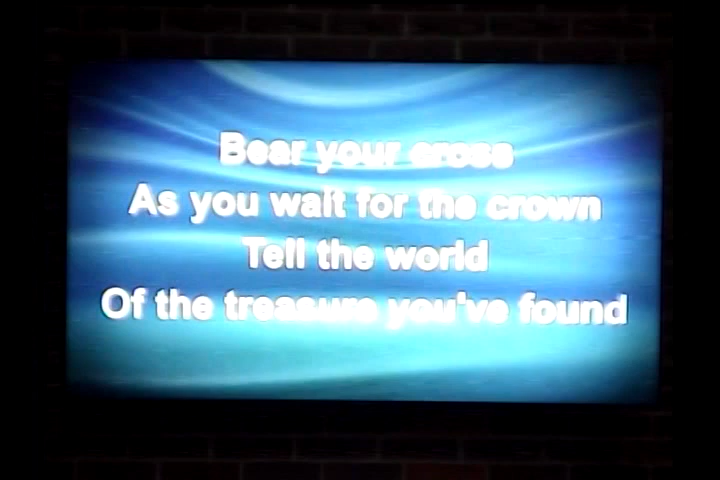 Bear your cross
As you wait for the crown
Tell the world
Of the treasure you've found